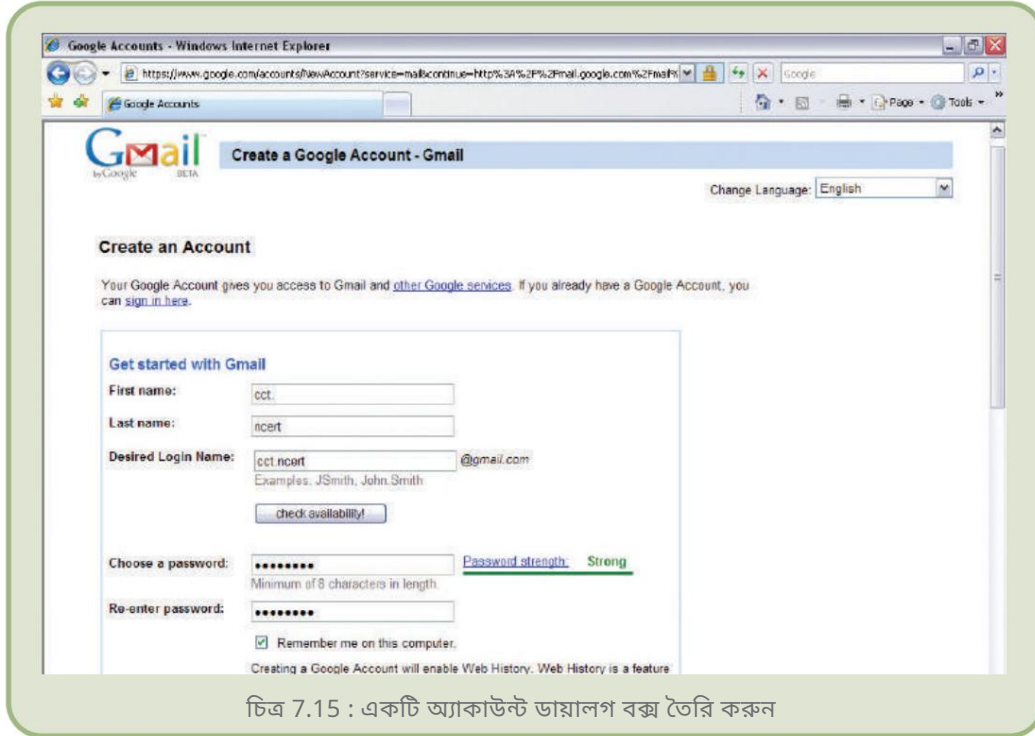 Google Accounts - Windows Internet Explorer
https://www.google.com/accounts/NewAccount?service=mail&continue=http%3A%2F%2Fmail.google.com%2Fmail%
Google
Google Accounts
Page Tools
Gmail
by Google BETA
Create a Google Account - Gmail
Change Language: English
Create an Account
Your Google Account gives you access to Gmail and other Google services. If you already have a Google Account, you
can sign in here.
Get started with Gmail
First name: cct.
Last name: ncert
Desired Login Name: cct.ncert @gmail.com
Examples: JSmith, John.Smith
check availability!
Choose a password: •••••••• Password strength: Strong
Minimum of 8 characters in length.
Re-enter password: ••••••••
Remember me on this computer.
Creating a Google Account will enable Web History. Web History is a feature
চিত্র 7.15 : একটি অ্যাকাউন্ট ডায়ালগ বক্স তৈরি করুন